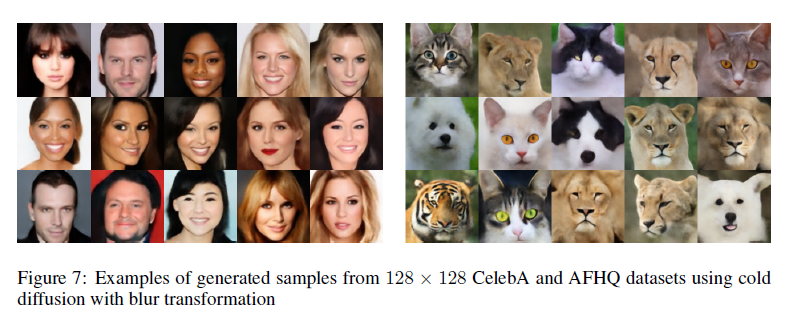 Figure 7: Examples of generated samples from 128 × 128 CelebA and AFHQ datasets using cold
diffusion with blur transformation